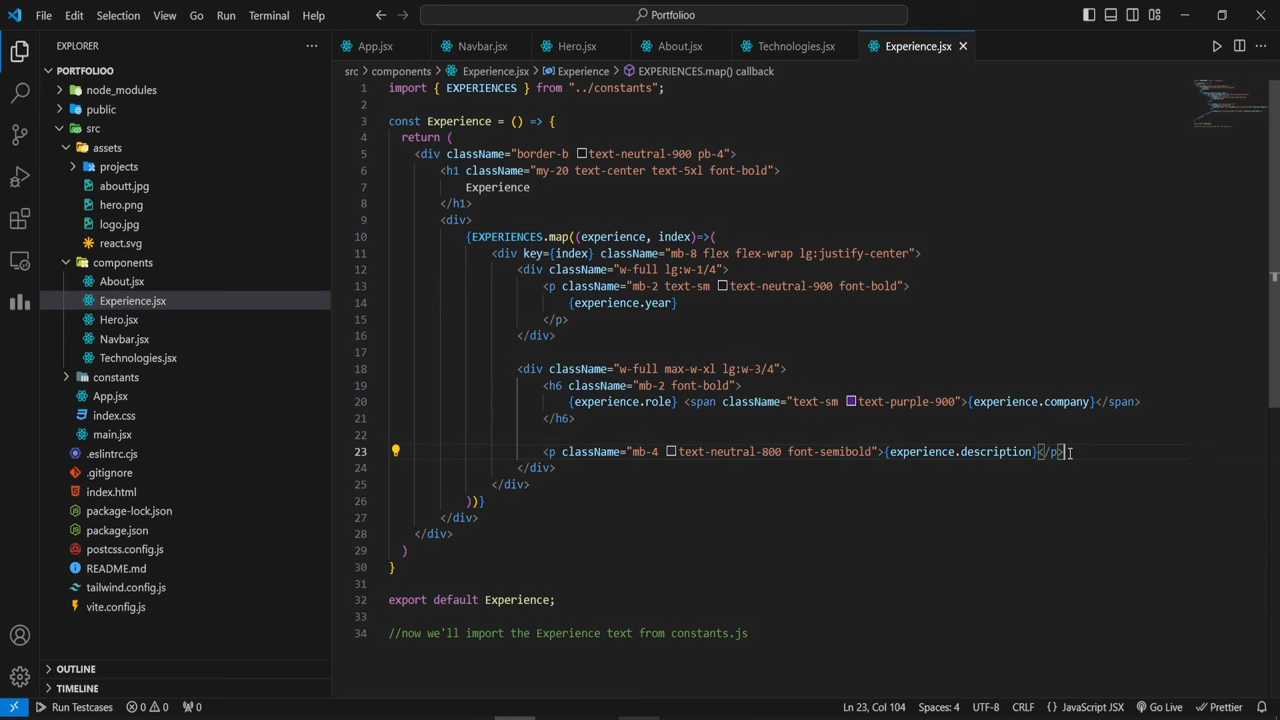 File Edit Selection View Go Run Terminal Help
Portfolioo
EXPLORER
App.jsx Navbar.jsx Hero.jsx About.jsx Technologies.jsx Experience.jsx
PORTFOLIOO
src components Experience.jsx Experience EXPERIENCES.map() callback
node_modules
public
src
assets
projects
aboutt.jpg
hero.png
logo.jpg
react.svg
components
About.jsx
Experience.jsx
Hero.jsx
Navbar.jsx
Technologies.jsx
constants
App.jsx
index.css
main.jsx
.eslintrc.cjs
.gitignore
index.html
package-lock.json
package.json
postcss.config.js
README.md
tailwind.config.js
vite.config.js
OUTLINE
TIMELINE
1 import { EXPERIENCES } from "../constants";
2
3 const Experience = () => {
4 return (
5 <div className="border-b text-neutral-900 pb-4">
6 <h1 className="my-20 text-center text-5xl font-bold">
7 Experience
8 </h1>
9 <div>
10 {EXPERIENCES.map((experience, index)=>(
11 <div key={index} className="mb-8 flex flex-wrap lg:justify-center">
12 <div className="w-full lg:w-1/4">
13 <p className="mb-2 text-sm text-neutral-900 font-bold">
14 {experience.year}
15 </p>
16 </div>
17
18 <div className="w-full max-w-xl lg:w-3/4">
19 <h6 className="mb-2 font-bold">
20 {experience.role} <span className="text-sm text-purple-900">{experience.company}</span>
21 </h6>
22
23 <p className="mb-4 text-neutral-800 font-semibold">{experience.description}</p>
24 </div>
25 </div>
26 ))}
27 </div>
28 </div>
29 )
30 }
31
32 export default Experience;
33
34 //now we'll import the Experience text from constants.js
Run Testcases 0 0 0 Ln 23, Col 104 Spaces: 4 UTF-8 CRLF { } JavaScript JSX Go Live Prettier